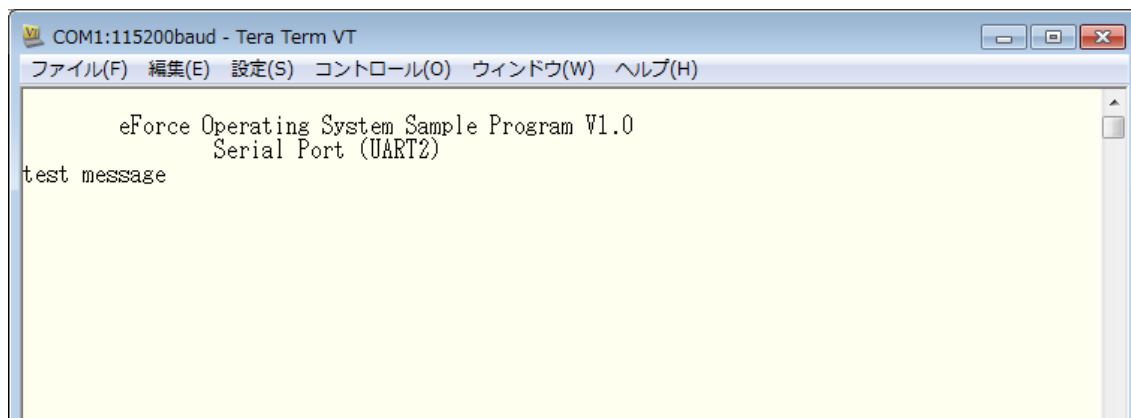 COM1:115200baud - Tera Term VT
ファイル(F) 編集(E) 設定(S) コントロール(O) ウィンドウ(W) ヘルプ(H)
eForce Operating System Sample Program V1.0
Serial Port (UART2)
test message